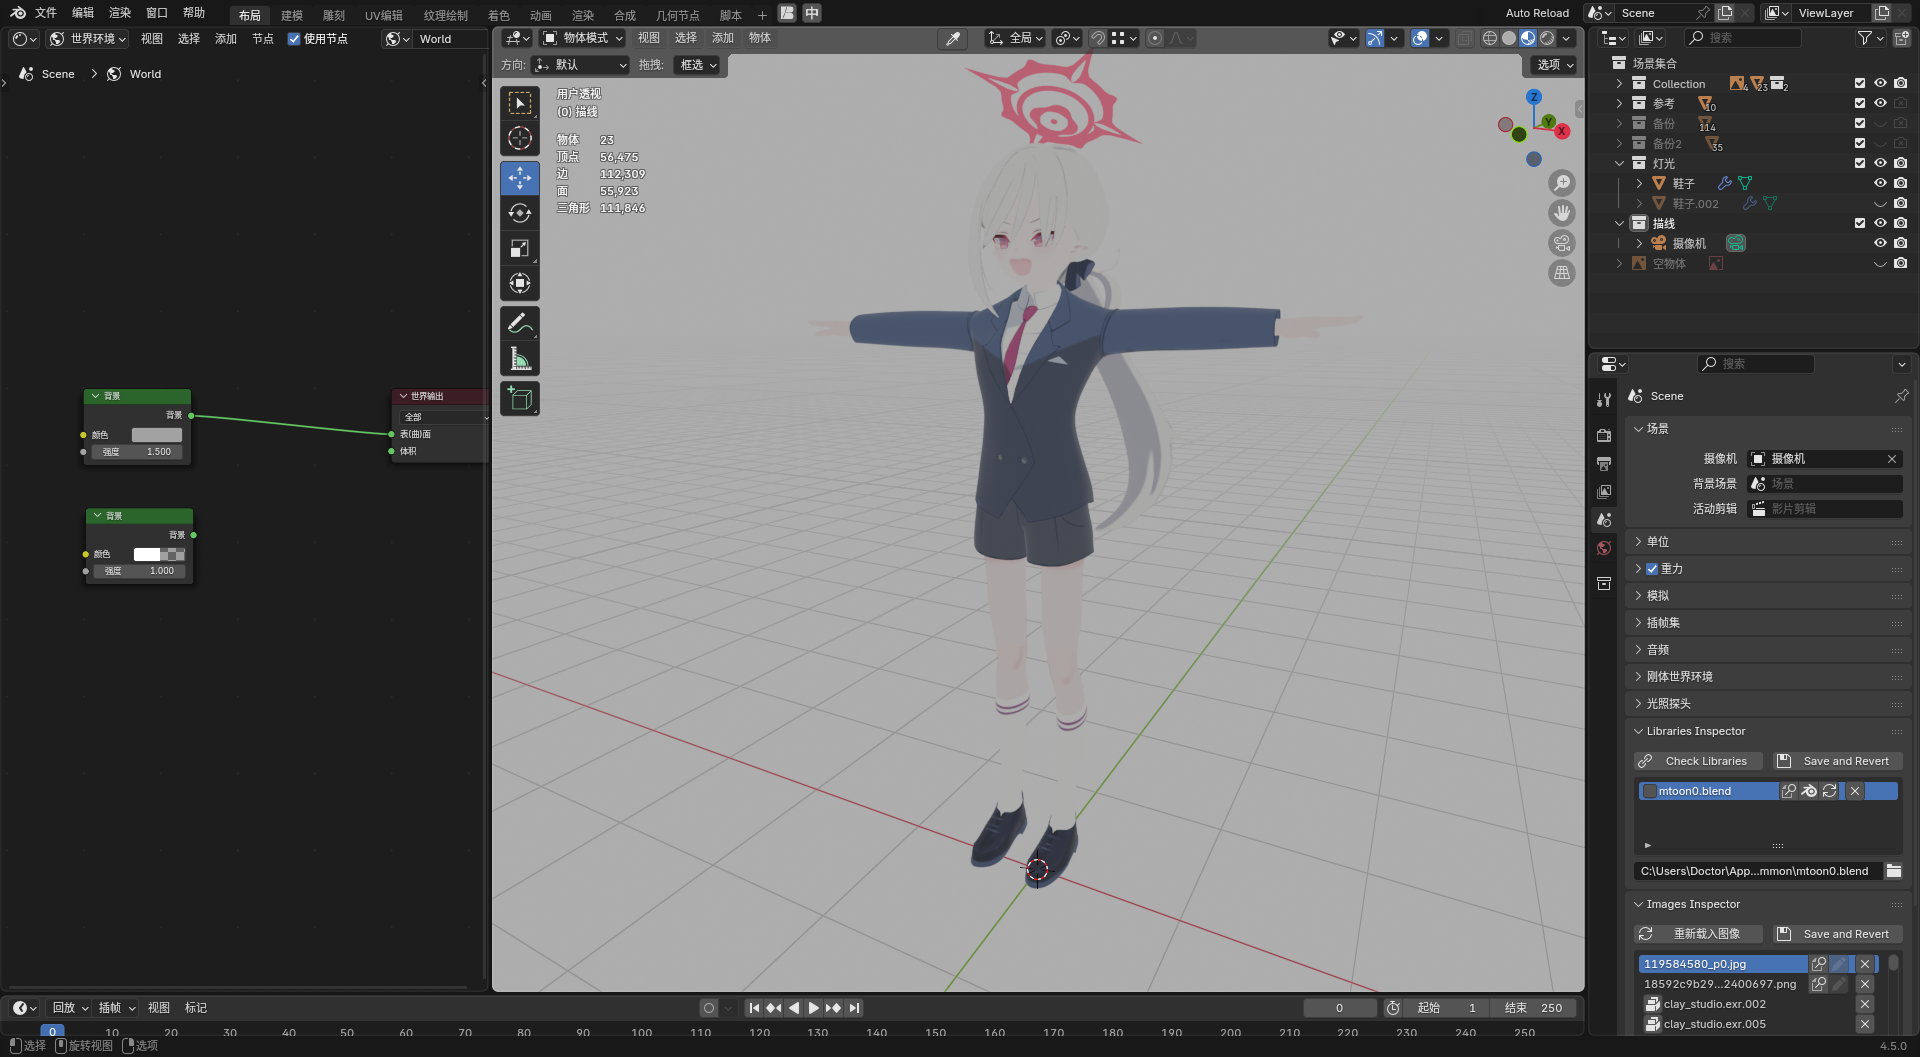 文件 编辑 渲染 窗口 帮助 布局 建模 雕刻 UV编辑 纹理绘制 着色 动画 渲染 合成 几何节点 脚本 + 中 Auto Reload Scene ViewLayer
世界环境 视图 选择 添加 节点 使用节点 World
Scene > World
背景
背景
颜色
强度 1.500
世界输出
全部
表(曲)面
体积
背景
背景
颜色
强度 1.000
物体模式 视图 选择 添加 物体 全局
方向: 默认 拖拽: 框选 选项
用户透视
(0) 描线
物体 23
顶点 56,475
边 112,309
面 55,923
三角形 111,846
Z
Y
X
搜索
场景集合
Collection 4 23 2
参考 10
备份 114
备份2 35
灯光
鞋子
鞋子.002
描线
摄像机
空物体
搜索
Scene
场景
摄像机 摄像机
背景场景 场景
活动剪辑 影片剪辑
单位
重力
模拟
插帧集
音频
刚体世界环境
光照探头
Libraries Inspector
Check Libraries Save and Revert
mtoon0.blend
C:\Users\Doctor\App...mmon\mtoon0.blend
Images Inspector
重新载入图像 Save and Revert
119584580_p0.jpg
18592c9b29...2400697.png
clay_studio.exr.002
clay_studio.exr.005
回放 插帧 视图 标记 0 起始 1 结束 250
0 10 20 30 40 50 60 70 80 90 100 110 120 130 140 150 160 170 180 190 200 210 220 230 240 250
选择 旋转视图 选项 4.5.0